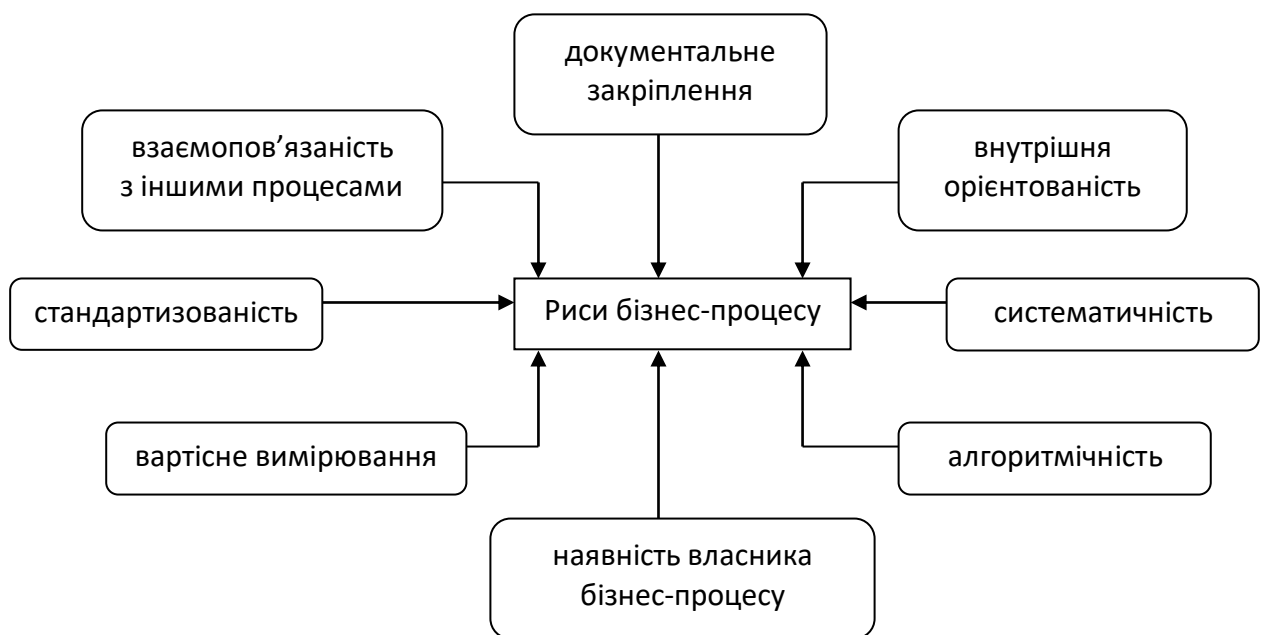 документальне
закріплення
взаємопов’язаність
з іншими процесами
внутрішня
орієнтованість
стандартизованість
Риси бізнес-процесу
систематичність
вартісне вимірювання
алгоритмічність
наявність власника
бізнес-процесу